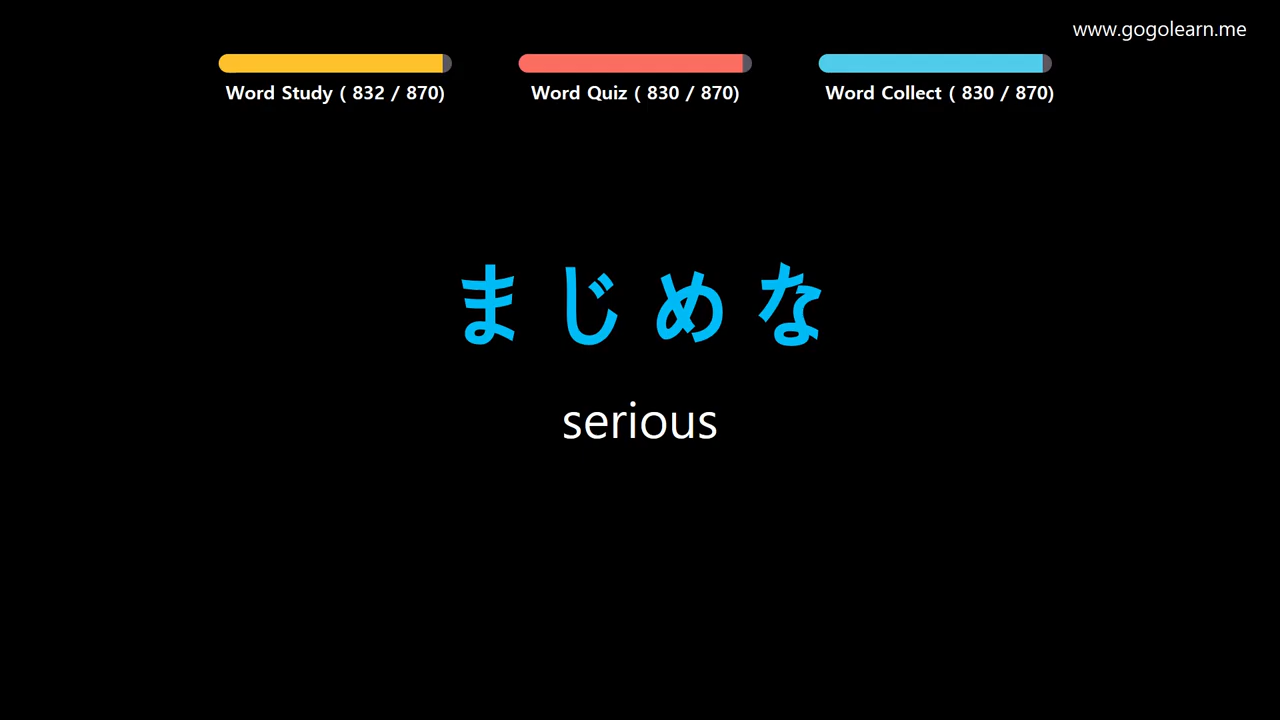 www.gogolearn.me
Word Study ( 832 / 870)
Word Quiz ( 830 / 870)
Word Collect ( 830 / 870)
まじめな
serious